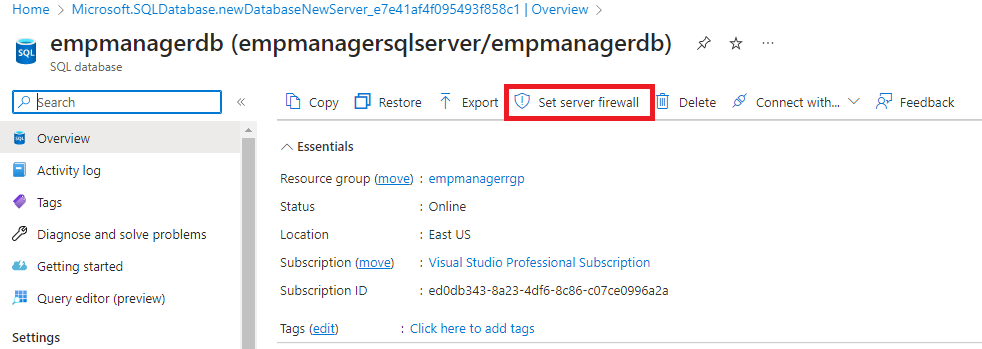 Home > Microsoft.SQLDatabase.newDatabaseNewServer_e7e41af4f095493f858c1 | Overview >
SQL
empmanagerdb (empmanagersqlserver/empmanagerdb) ...
SQL database
Search «
Copy Restore Export Set server firewall Delete Connect with... Feedback
Overview
Activity log
Tags
Diagnose and solve problems
Getting started
Query editor (preview)
Settings
Essentials
Resource group (move) : empmanagerrgp
Status : Online
Location : East US
Subscription (move) : Visual Studio Professional Subscription
Subscription ID : ed0db343-8a23-4df6-8c86-c07ce0996a2a
Tags (edit) : Click here to add tags